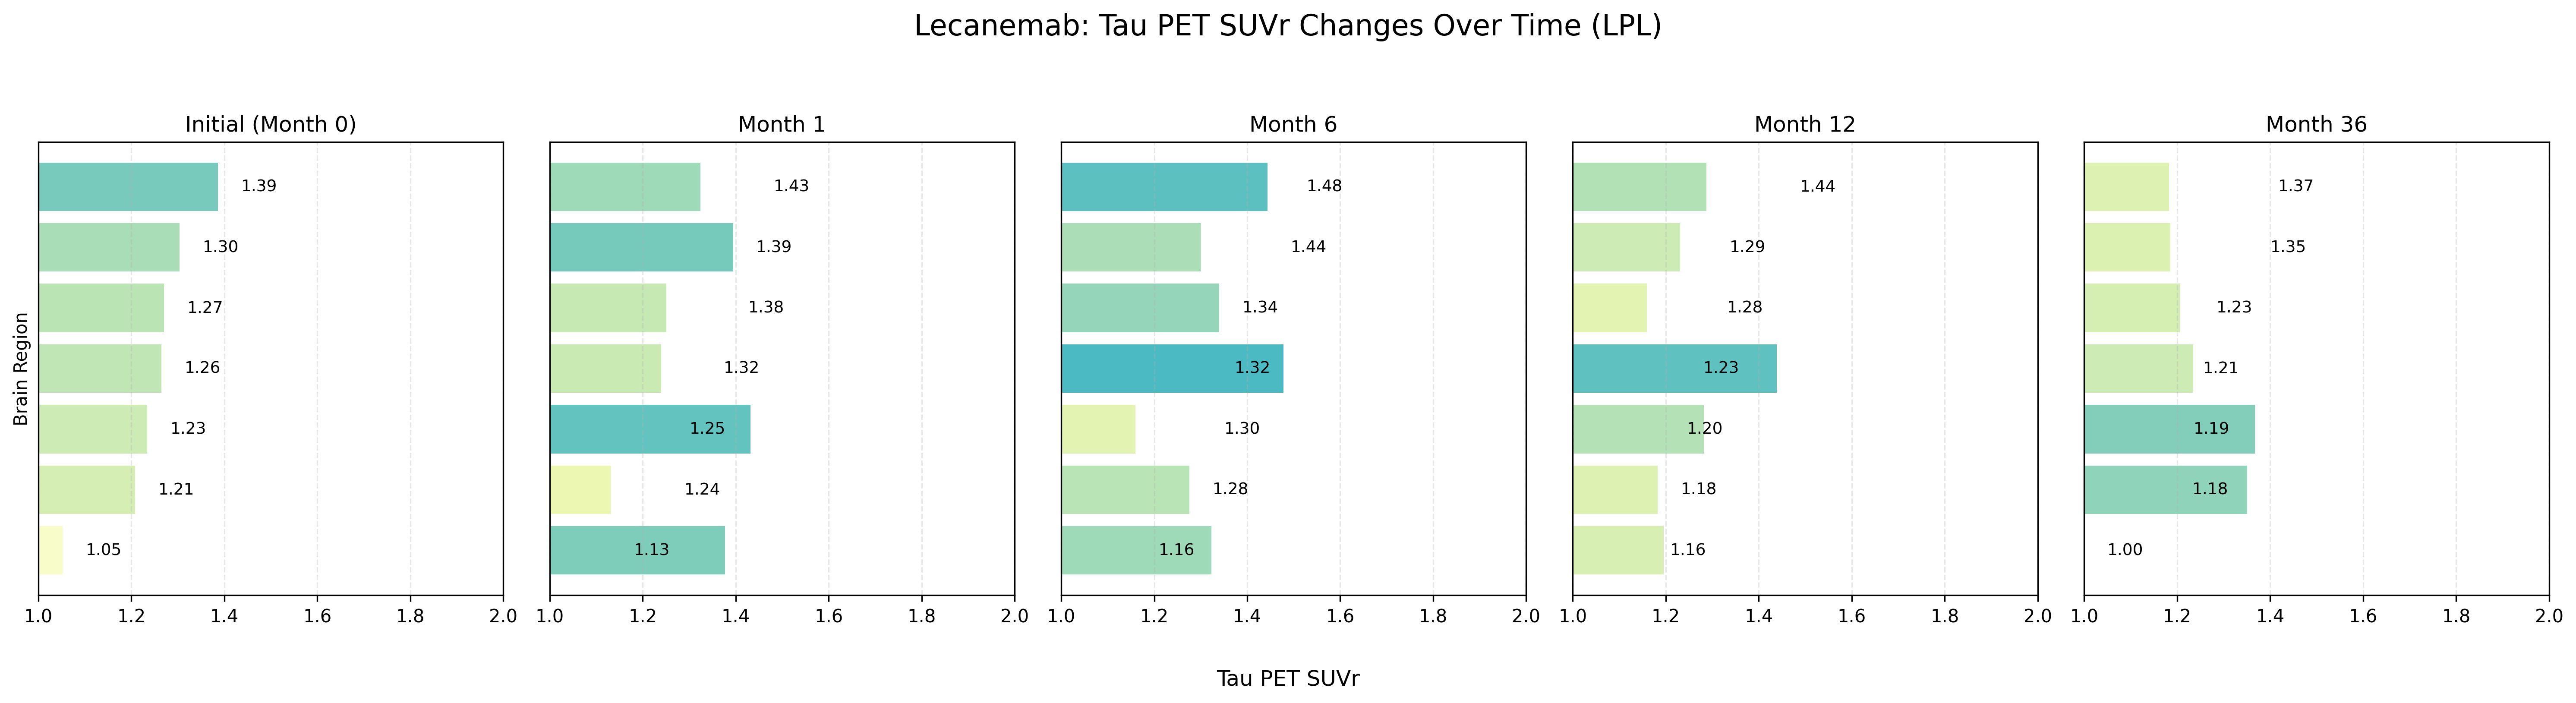 Lecanemab: Tau PET SUVr Changes Over Time (LPL)
Initial (Month 0)
Brain Region
1.39
1.30
1.27
1.26
1.23
1.21
1.05
1.0 1.2 1.4 1.6 1.8 2.0
Month 1
1.43
1.39
1.38
1.32
1.25
1.24
1.13
1.0 1.2 1.4 1.6 1.8 2.0
Month 6
1.48
1.44
1.34
1.32
1.30
1.28
1.16
1.0 1.2 1.4 1.6 1.8 2.0
Month 12
1.44
1.29
1.28
1.23
1.20
1.18
1.16
1.0 1.2 1.4 1.6 1.8 2.0
Month 36
1.37
1.35
1.23
1.21
1.19
1.18
1.00
1.0 1.2 1.4 1.6 1.8 2.0
Tau PET SUVr